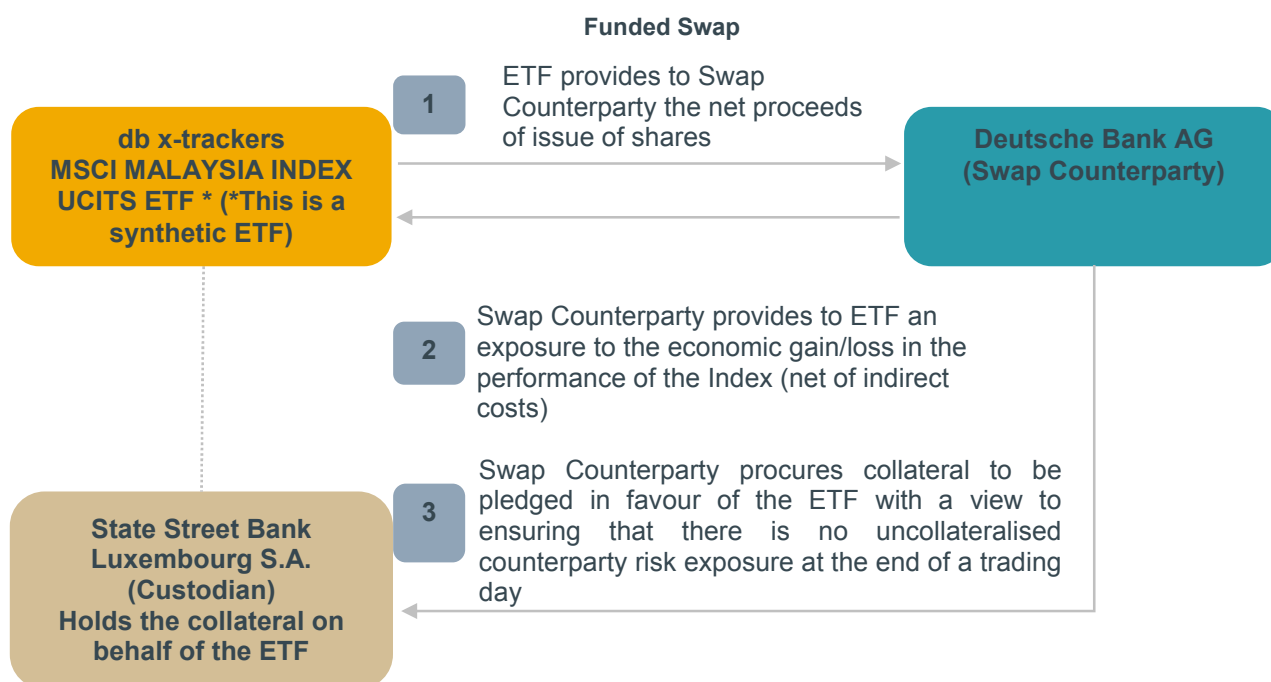 Funded Swap
1
ETF provides to Swap
Counterparty the net proceeds
of issue of shares
db x-trackers
MSCI MALAYSIA INDEX
UCITS ETF * (*This is a
synthetic ETF)
Deutsche Bank AG
(Swap Counterparty)
2
Swap Counterparty provides to ETF an
exposure to the economic gain/loss in the
performance of the Index (net of indirect
costs)
3
Swap Counterparty procures collateral to be
pledged in favour of the ETF with a view to
ensuring that there is no uncollateralised
counterparty risk exposure at the end of a trading
day
State Street Bank
Luxembourg S.A.
(Custodian)
Holds the collateral on
behalf of the ETF